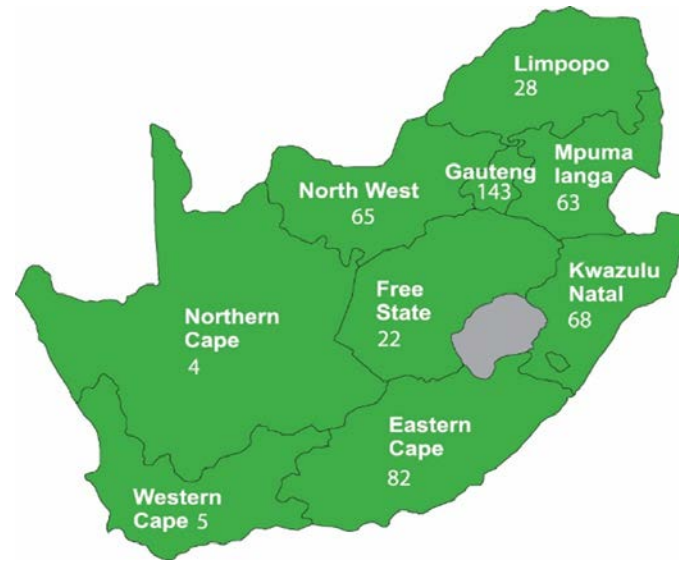 Limpopo
28
Mpuma
langa
63
Gauteng
143
North West
65
Kwazulu
Natal
68
Free
State
22
Northern
Cape
4
Eastern
Cape
82
Western
Cape 5